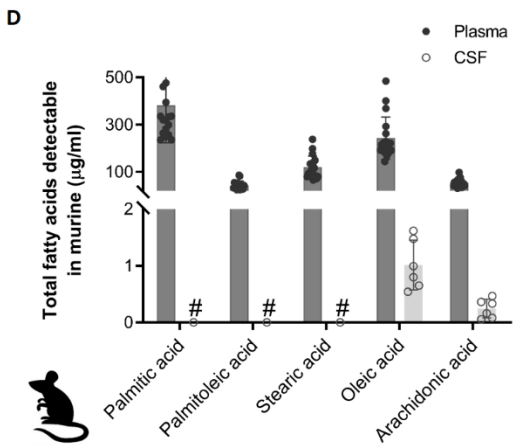 D
Plasma
CSF
Total fatty acids detectable
in murine (μg/ml)
500
300
100
2
1
0
# # #
Palmitic acid
Palmitoleic acid
Stearic acid
Oleic acid
Arachidonic acid